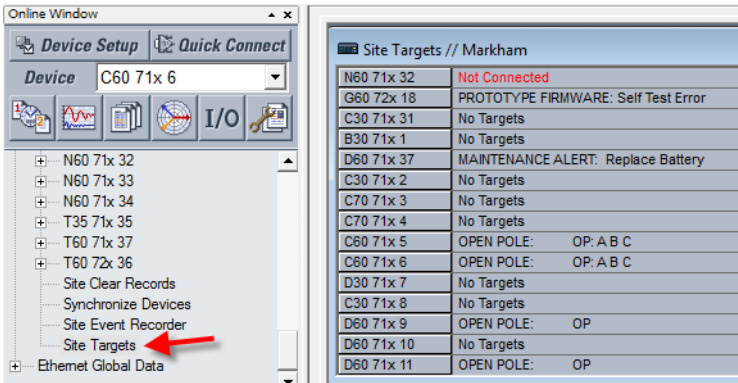 Online Window
Device Setup Quick Connect
Device C60 71x 6
1 2 I/O
N60 71x 32
N60 71x 33
N60 71x 34
T35 71x 35
T60 71x 37
T60 72x 36
Site Clear Records
Synchronize Devices
Site Event Recorder
Site Targets
Ethernet Global Data
Site Targets // Markham
N60 71x 32 Not Connected
G60 72x 18 PROTOTYPE FIRMWARE: Self Test Error
C30 71x 31 No Targets
B30 71x 1 No Targets
D60 71x 37 MAINTENANCE ALERT: Replace Battery
C30 71x 2 No Targets
C70 71x 3 No Targets
C70 71x 4 No Targets
C60 71x 5 OPEN POLE: OP: A B C
C60 71x 6 OPEN POLE: OP: A B C
D30 71x 7 No Targets
C30 71x 8 No Targets
D60 71x 9 OPEN POLE: OP
D60 71x 10 No Targets
D60 71x 11 OPEN POLE: OP